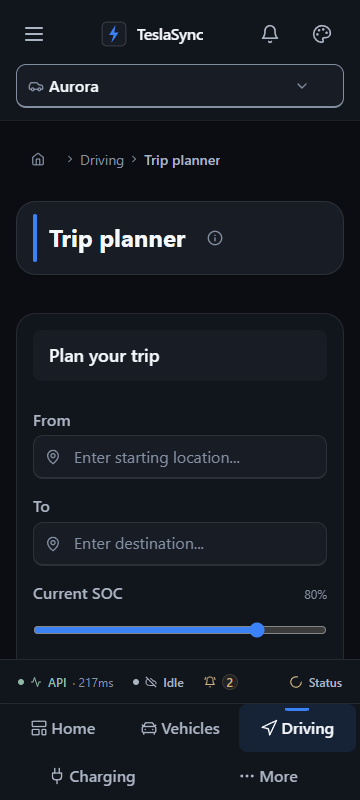 TeslaSync
Aurora
Driving Trip planner
Trip planner
Plan your trip
From
Enter starting location...
To
Enter destination...
Current SOC 80%
API · 217ms Idle 2 Status
Home Vehicles Driving
Charging More